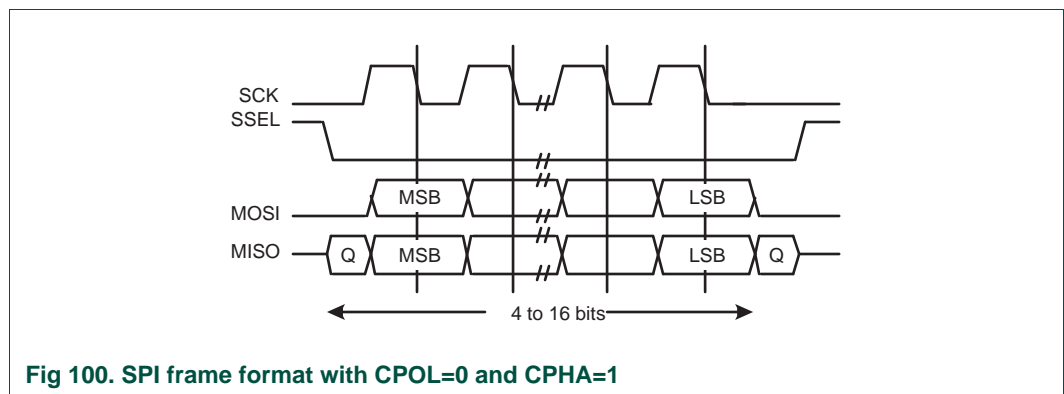 SCK
SSEL
MOSI
MSB
LSB
MISO
Q
MSB
LSB
Q
4 to 16 bits
Fig 100. SPI frame format with CPOL=0 and CPHA=1